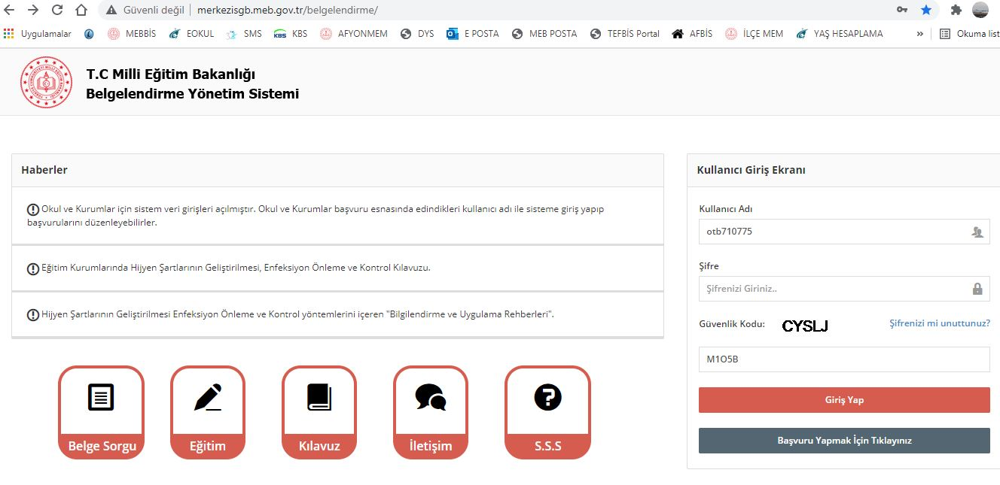 Güvenli değil
merkezisgb.meb.gov.tr/belgelendirme/
Uygulamalar
MEBBİS
EOKUL
SMS
KBS
KBS
AFYONMEM
DYS
E POSTA
MEB POSTA
TEFBİS Portal
AFBİS
İLÇE MEM
YAŞ HESAPLAMA
»
Okuma list
T.C Milli Eğitim Bakanlığı
Belgelendirme Yönetim Sistemi
Haberler
Okul ve Kurumlar için sistem veri girişleri açılmıştır. Okul ve Kurumlar başvuru esnasında edindikleri kullanıcı adı ile sisteme giriş yapıp
başvurularını düzenleyebilirler.
Eğitim Kurumlarında Hijyen Şartlarının Geliştirilmesi, Enfeksiyon Önleme ve Kontrol Kılavuzu.
Hijyen Şartlarının Geliştirilmesi Enfeksiyon Önleme ve Kontrol yöntemlerini içeren "Bilgilendirme ve Uygulama Rehberleri".
Belge Sorgu
Eğitim
Kılavuz
İletişim
S.S.S
Kullanıcı Giriş Ekranı
Kullanıcı Adı
otb710775
Şifre
Şifrenizi Giriniz..
Güvenlik Kodu:
CYSLJ
Şifrenizi mi unuttunuz?
M1O5B
Giriş Yap
Başvuru Yapmak İçin Tıklayınız